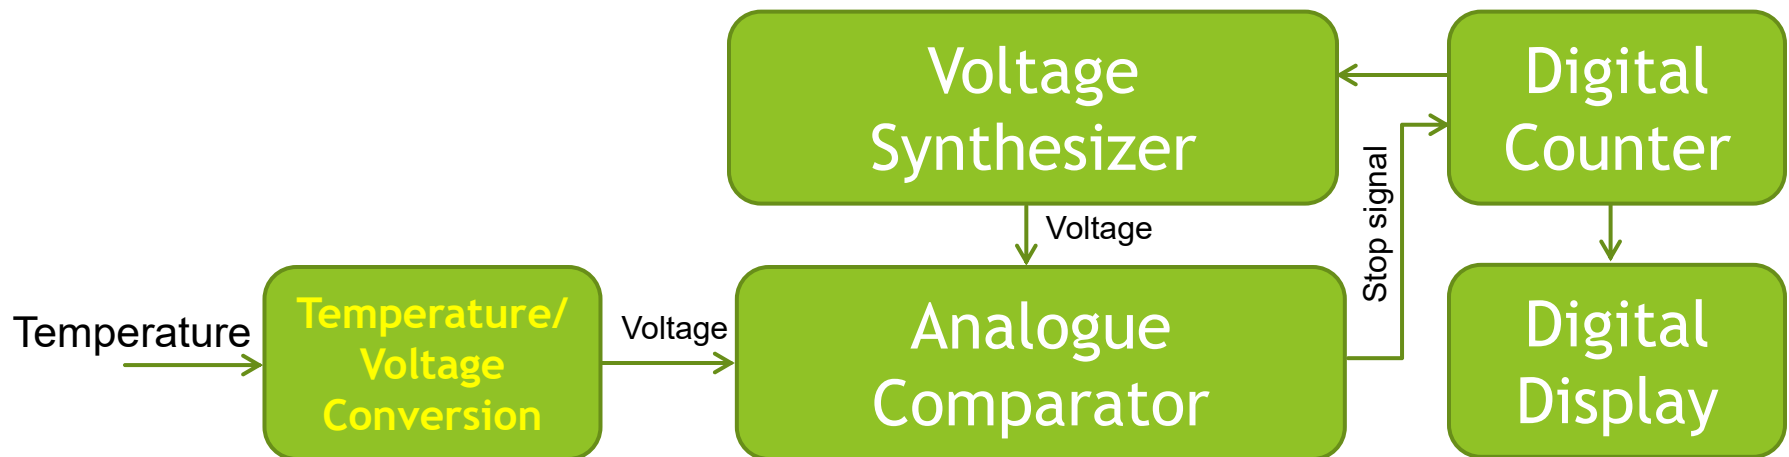 Voltage
Synthesizer
Digital
Counter
Voltage
Stop signal
Temperature
Temperature/
Voltage
Conversion
Voltage
Analogue
Comparator
Digital
Display